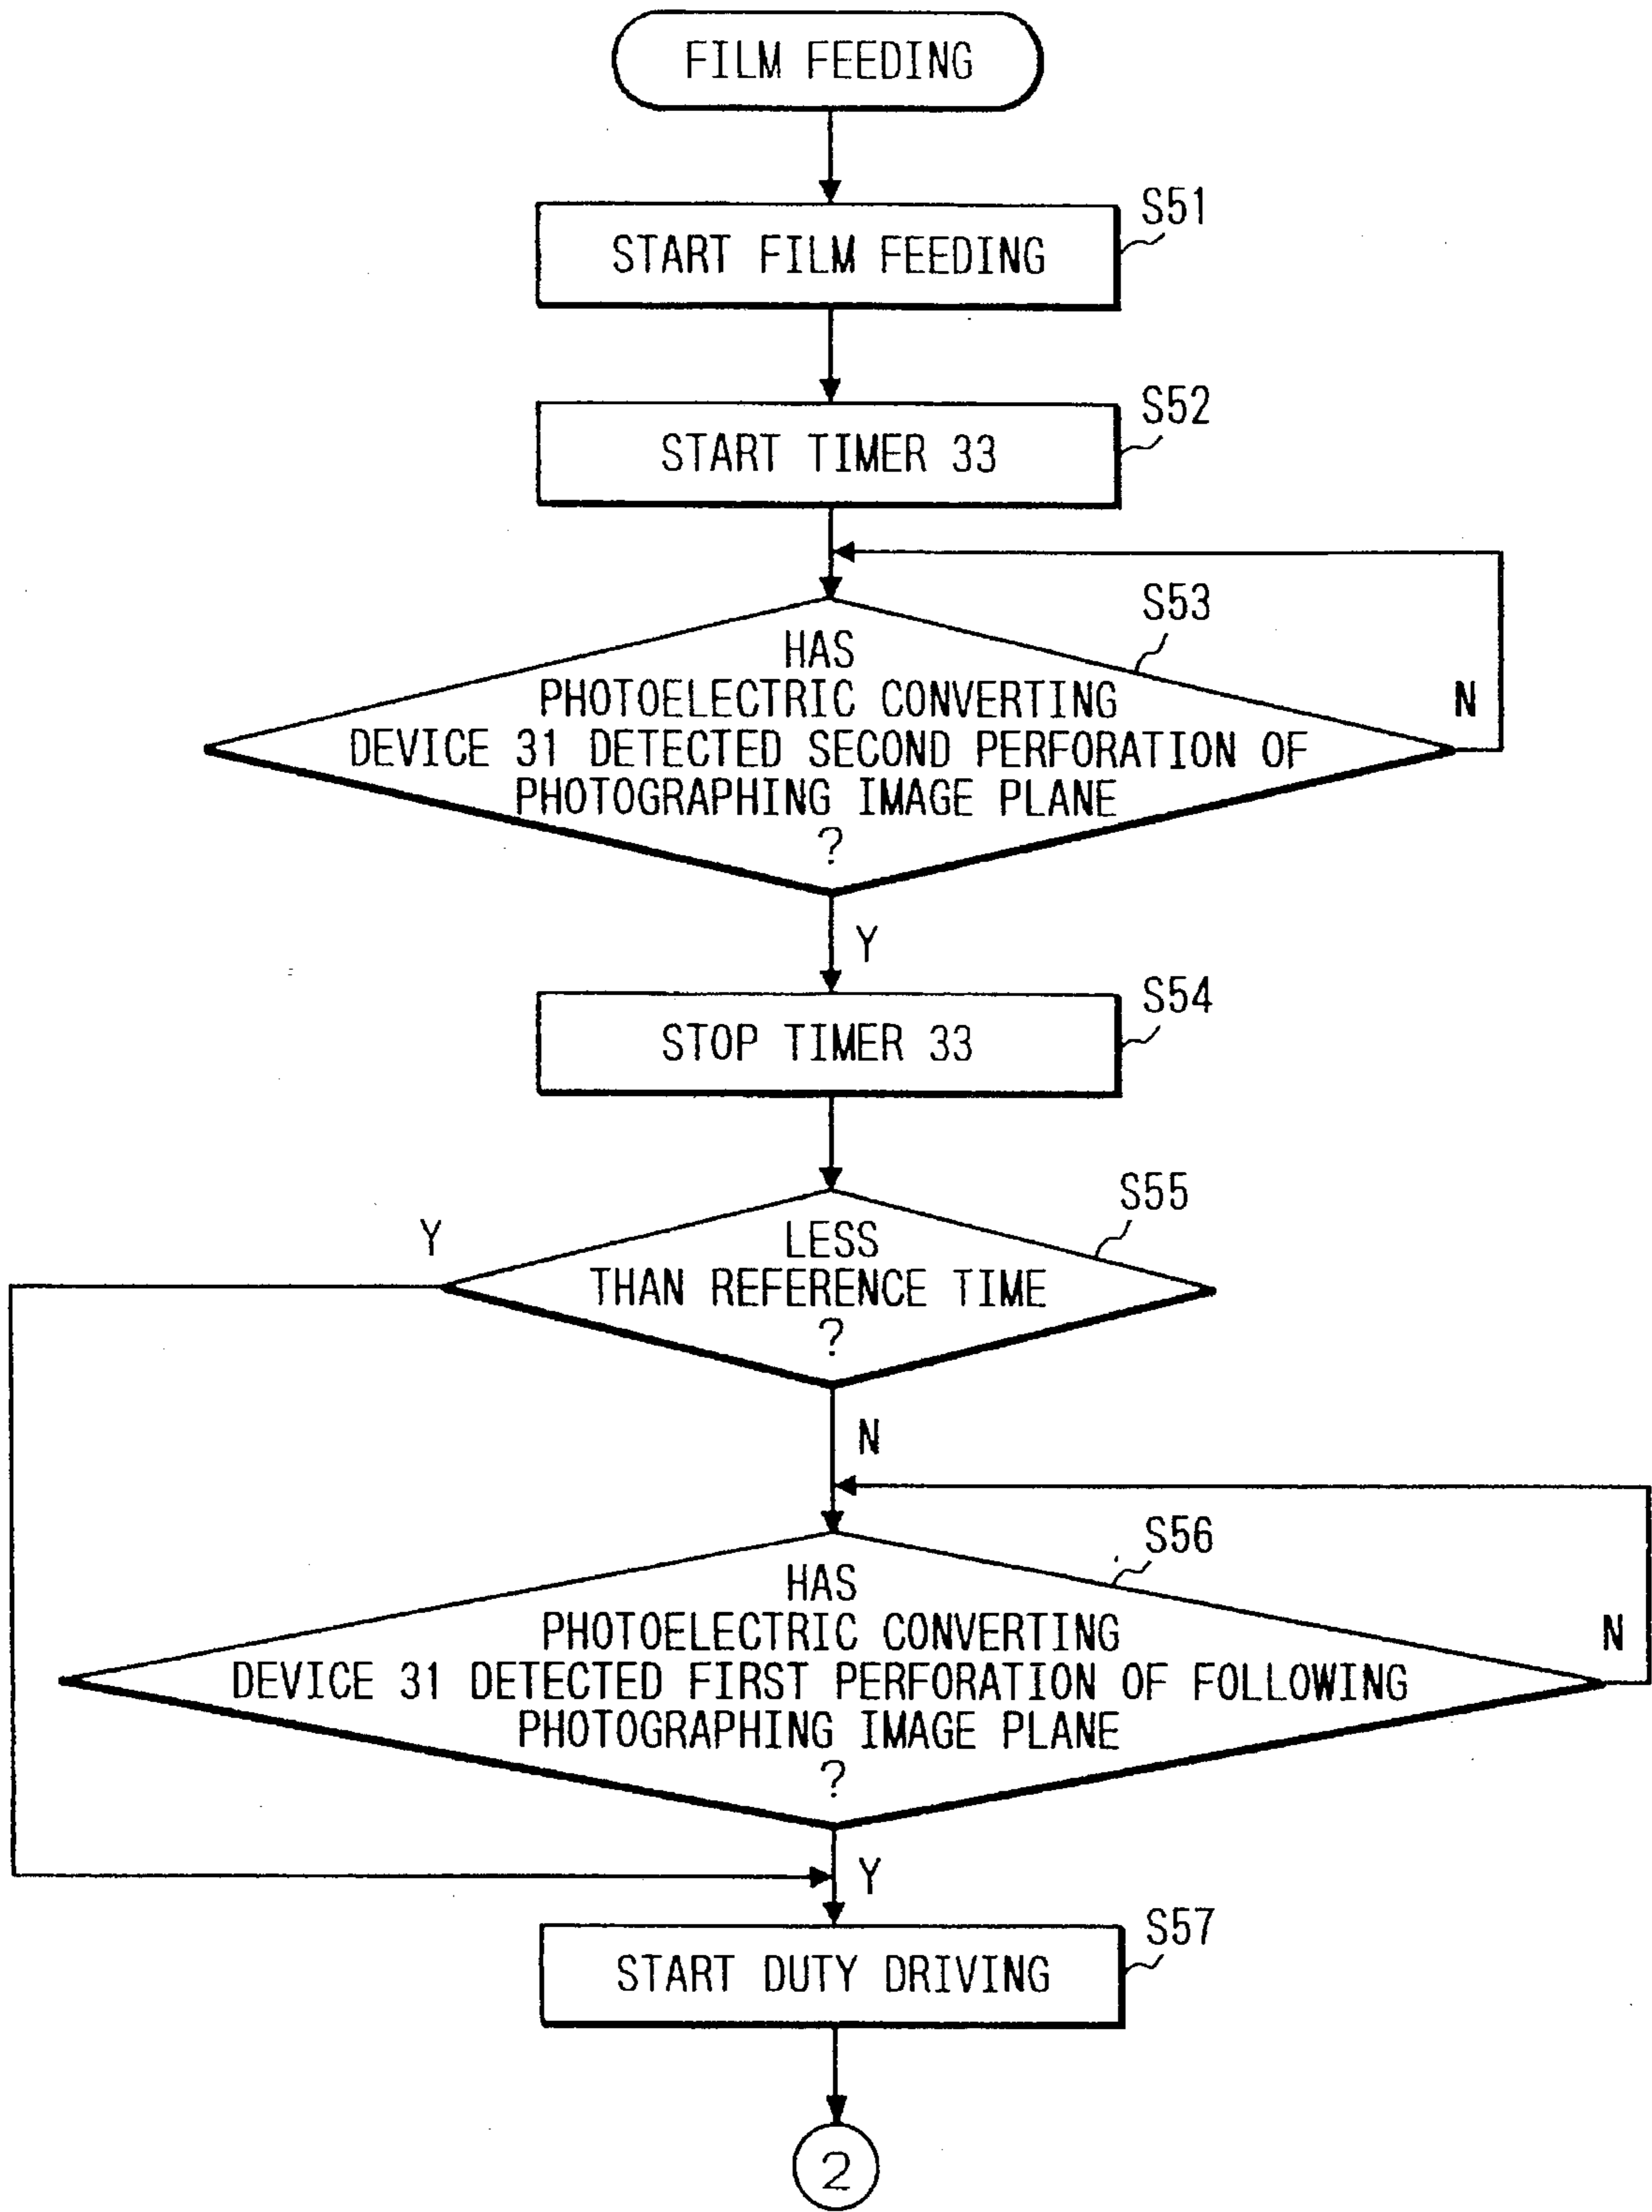 FILM FEEDING
S51
START FILM FEEDING
S52
START TIMER 33
S53
HAS
PHOTOELECTRIC CONVERTING
N
DEVICE 31 DETECTED SECOND PERFORATION OF
PHOTOGRAPHING IMAGE PLANE
?
Y
S54
STOP TIMER 33
S55
Y
LESS
THAN REFERENCE TIME
?
N
S56
HAS
PHOTOELECTRIC CONVERTING
N
DEVICE 31 DETECTED FIRST PERFORATION OF FOLLOWING
PHOTOGRAPHING IMAGE PLANE
?
Y
S57
START DUTY DRIVING
2